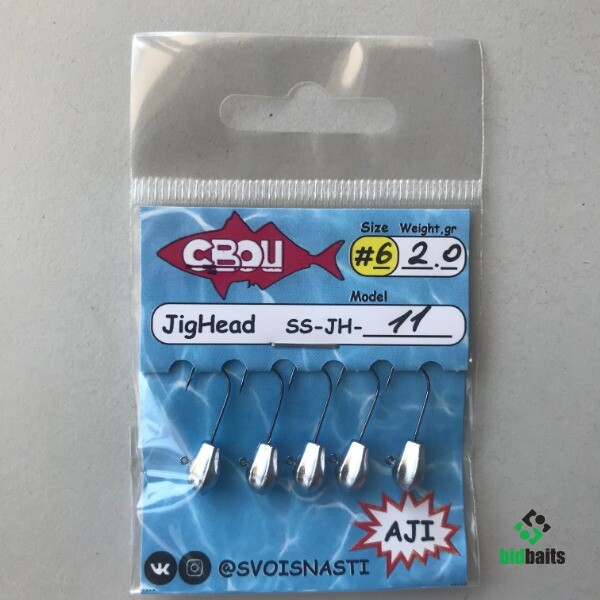 СВОИ
Size Weight,gr
#6 2.0
Model
JigHead SS-JH-11
AJI
@SVOISNASTI
bidbaits